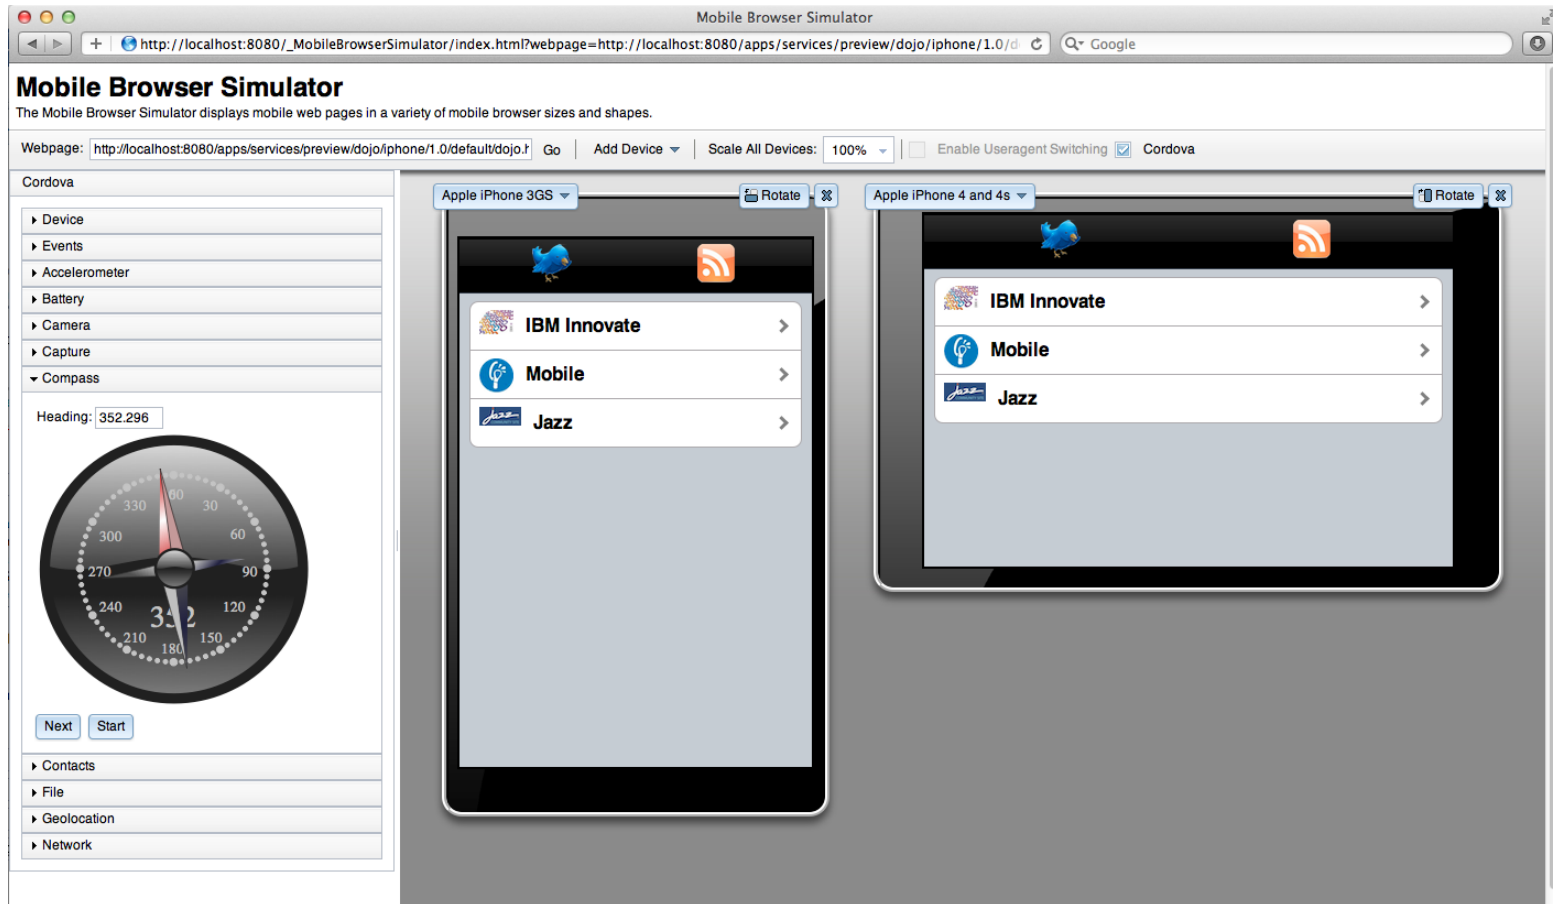 Mobile Browser Simulator
http://localhost:8080/_MobileBrowserSimulator/index.html?webpage=http://localhost:8080/apps/services/preview/dojo/iphone/1.0/d
Google
Mobile Browser Simulator
The Mobile Browser Simulator displays mobile web pages in a variety of mobile browser sizes and shapes.
Webpage: http://localhost:8080/apps/services/preview/dojo/iphone/1.0/default/dojo.h Go Add Device Scale All Devices: 100% Enable Useragent Switching Cordova
Cordova
Device
Events
Accelerometer
Battery
Camera
Capture
Compass
Heading: 352.296
330
60
30
300
60
270
90
240
352
120
210
180
150
Next Start
Contacts
File
Geolocation
Network
Apple iPhone 3GS Rotate
IBM Innovate
Mobile
Jazz
Jazz
Apple iPhone 4 and 4s Rotate
IBM Innovate
Mobile
Jazz
Jazz